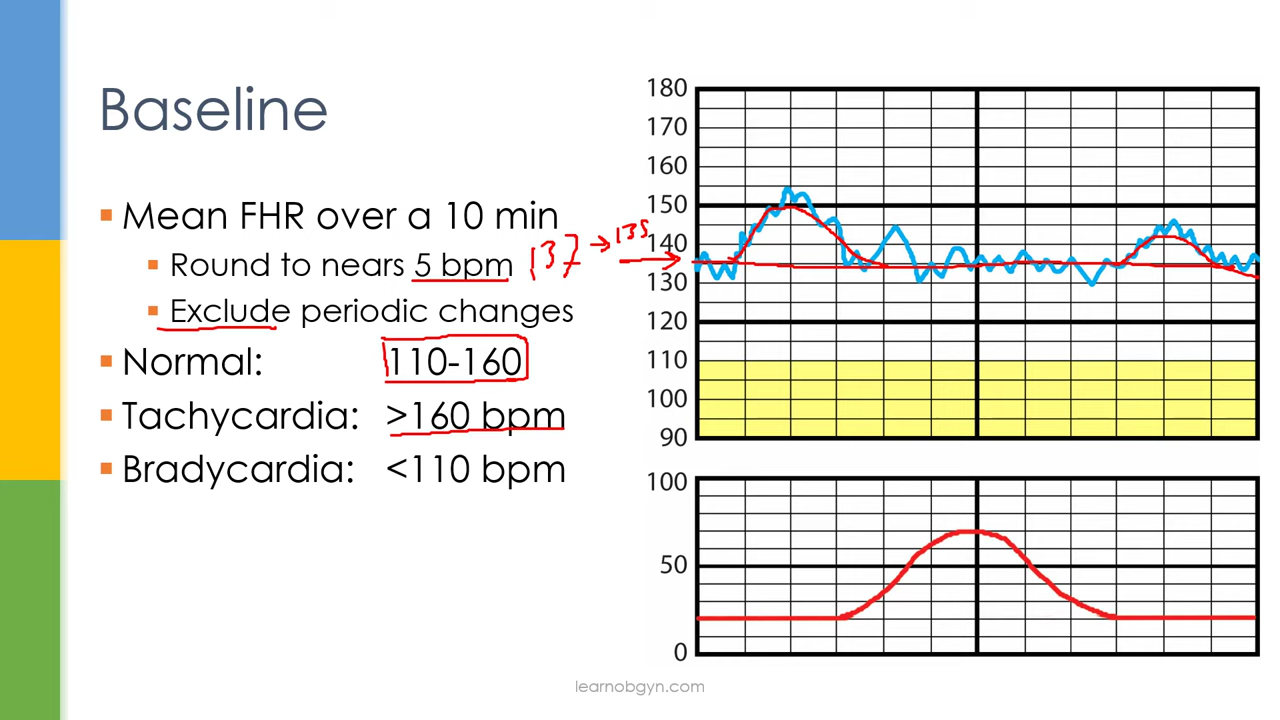 Baseline
Mean FHR over a 10 min
Round to nears 5 bpm
137 → 135
Exclude periodic changes
Normal: 110-160
Tachycardia: >160 bpm
Bradycardia: <110 bpm
180
170
160
150
140
130
120
110
100
90
100
50
0
learnobgyn.com